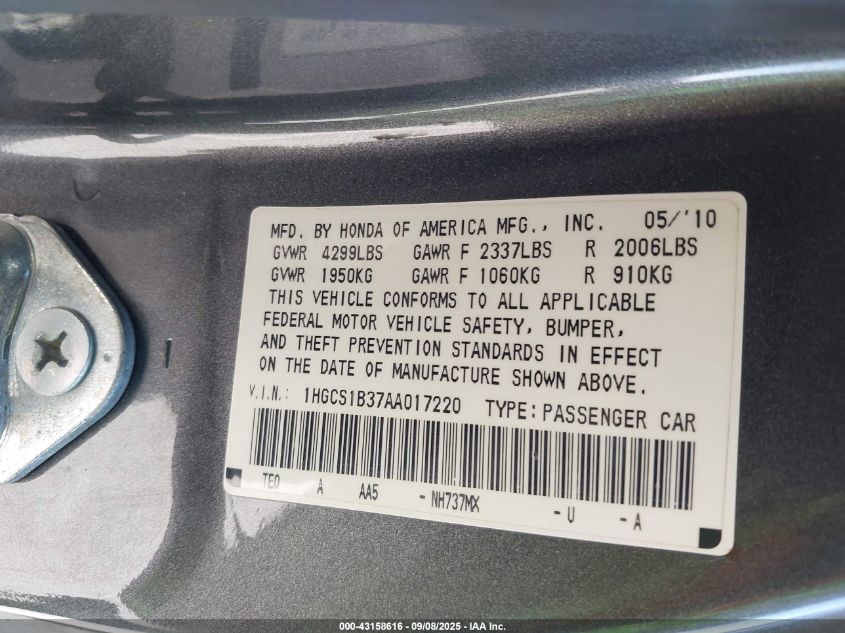 MFD. BY HONDA OF AMERICA MFG., INC. 05/'10
GVWR 4299LBS GAWR F 2337LBS R 2006LBS
GVWR 1950KG GAWR F 1060KG R 910KG
THIS VEHICLE CONFORMS TO ALL APPLICABLE
FEDERAL MOTOR VEHICLE SAFETY, BUMPER,
AND THEFT PREVENTION STANDARDS IN EFFECT
ON THE DATE OF MANUFACTURE SHOWN ABOVE.
V.I.N.: 1HGCS1B37AA017220 TYPE: PASSENGER CAR
TE0 A AA5 - NH737MX - U - A
000-43158616 - 09/08/2025 - IAA Inc.